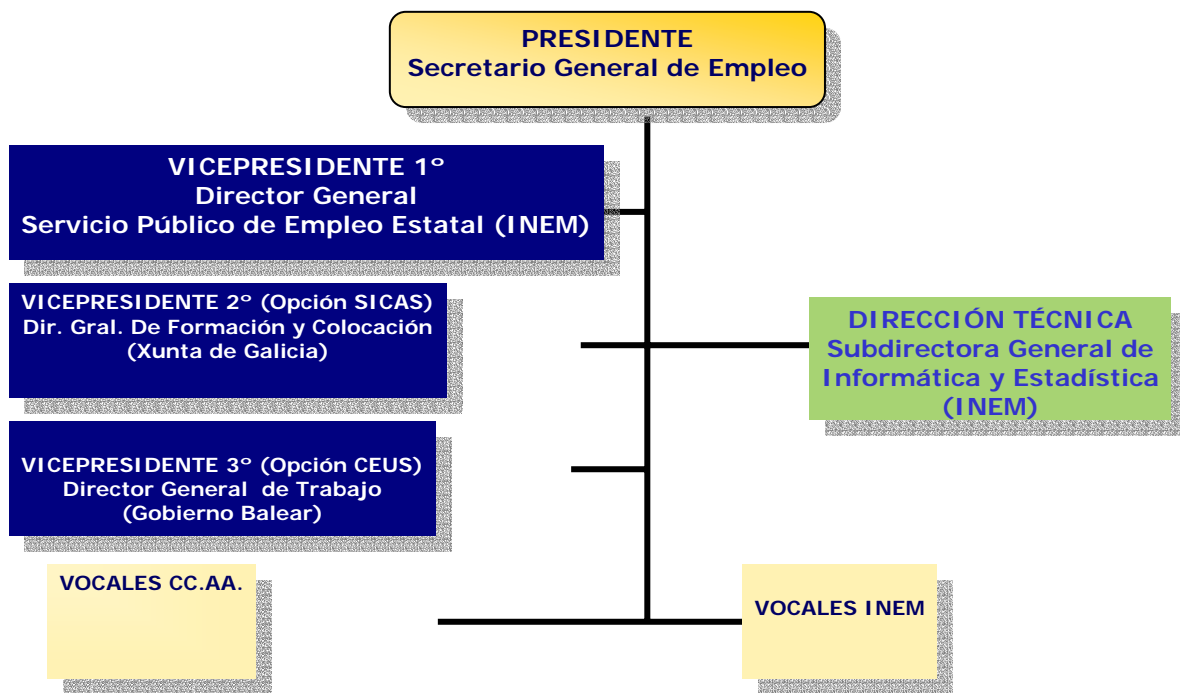 PRESIDENTE
Secretario General de Empleo
VICEPRESIDENTE 1º
Director General
Servicio Público de Empleo Estatal (INEM)
VICEPRESIDENTE 2º (Opción SICAS)
Dir. Gral. De Formación y Colocación
(Xunta de Galicia)
DIRECCIÓN TÉCNICA
Subdirectora General de
Informática y Estadística
(INEM)
VICEPRESIDENTE 3º (Opción CEUS)
Director General de Trabajo
(Gobierno Balear)
VOCALES CC.AA.
VOCALES INEM